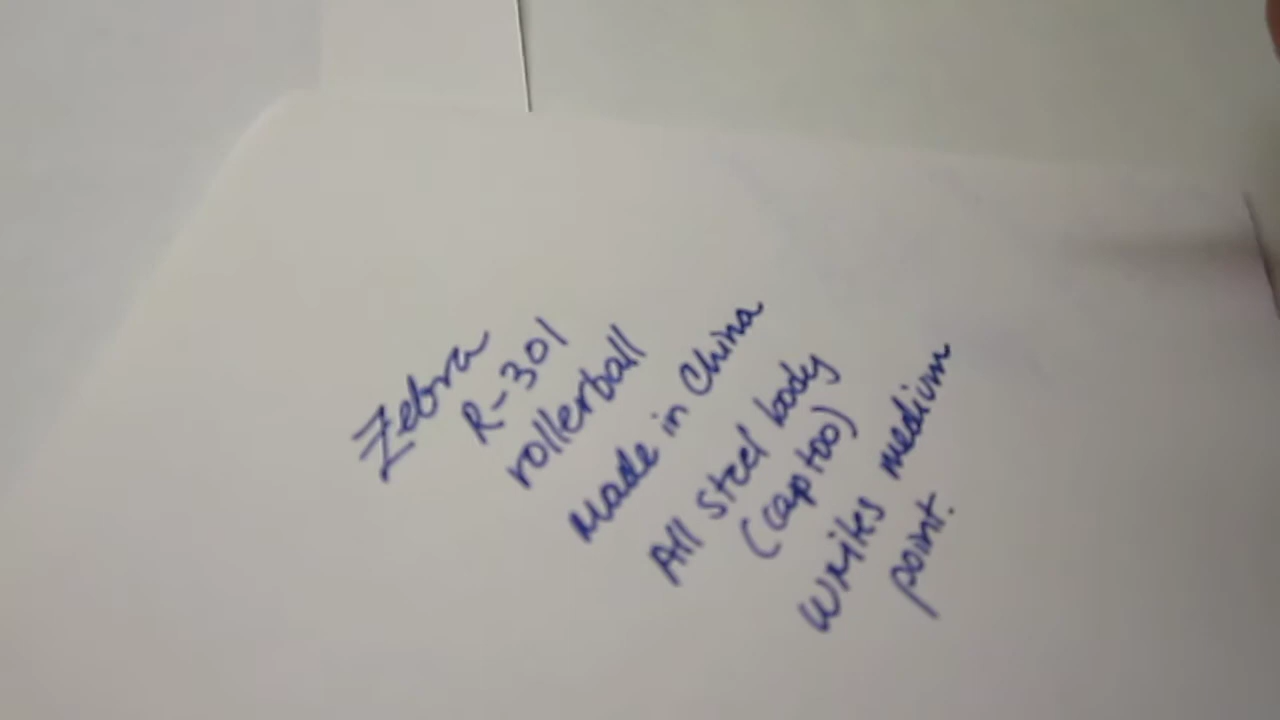 Zebra
R-301
rollerball
Made in China
All steel body
(cap too)
Writes medium
point.